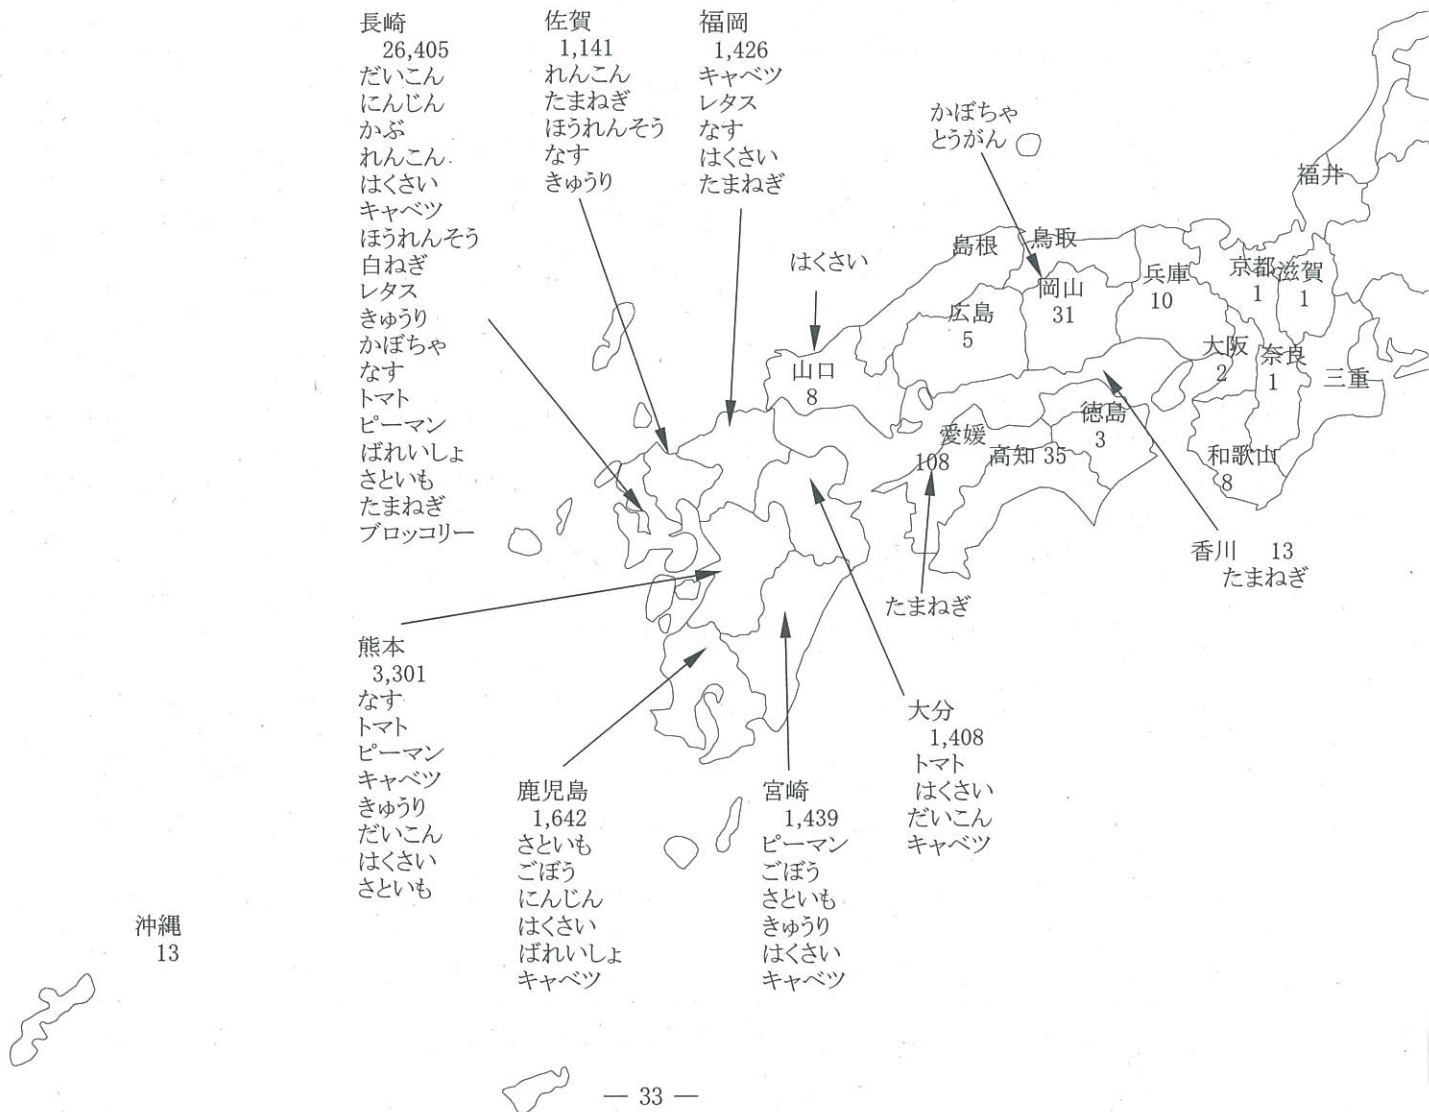 長崎
26,405
だいこん
にんじん
かぶ
れんこん
はくさい
キャベツ
ほうれんそう
白ねぎ
レタス
きゅうり
かぼちゃ
なす
トマト
ピーマン
ばれいしょ
さといも
たまねぎ
ブロッコリー
佐賀
1,141
れんこん
たまねぎ
ほうれんそう
なす
きゅうり
福岡
1,426
キャベツ
レタス
なす
はくさい
たまねぎ
かぼちゃ
とうがん
はくさい
福井
島根
鳥取
岡山
31
兵庫
10
京都
1
滋賀
1
広島
5
山口
8
大阪
2
奈良
1
三重
徳島
3
愛媛
108
高知 35
和歌山
8
香川 13
たまねぎ
たまねぎ
熊本
3,301
なす
トマト
ピーマン
キャベツ
きゅうり
だいこん
はくさい
さといも
鹿児島
1,642
さといも
ごぼう
にんじん
はくさい
ばれいしょ
キャベツ
宮崎
1,439
ピーマン
ごぼう
さといも
きゅうり
はくさい
キャベツ
大分
1,408
トマト
はくさい
だいこん
キャベツ
沖縄
13
― 33 ―